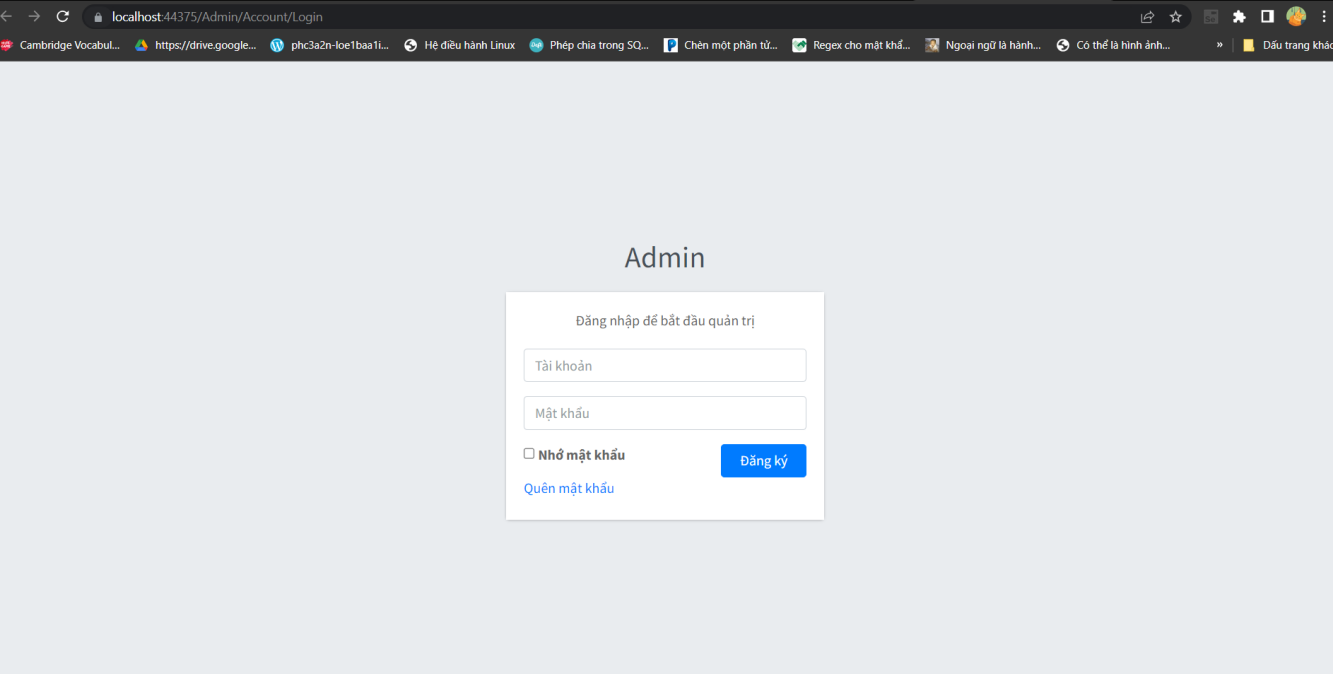 localhost:44375/Admin/Account/Login
Cambridge Vocabul... https://drive.google... phc3a2n-loe1baa1i... Hệ điều hành Linux Phép chia trong SQ... Chèn một phần tử... Regex cho mật khẩ... Ngoại ngữ là hành... Có thể là hình ảnh... » Dấu trang khác
Admin
Đăng nhập để bắt đầu quản trị
Tài khoản
Mật khẩu
Nhớ mật khẩu Đăng ký
Quên mật khẩu